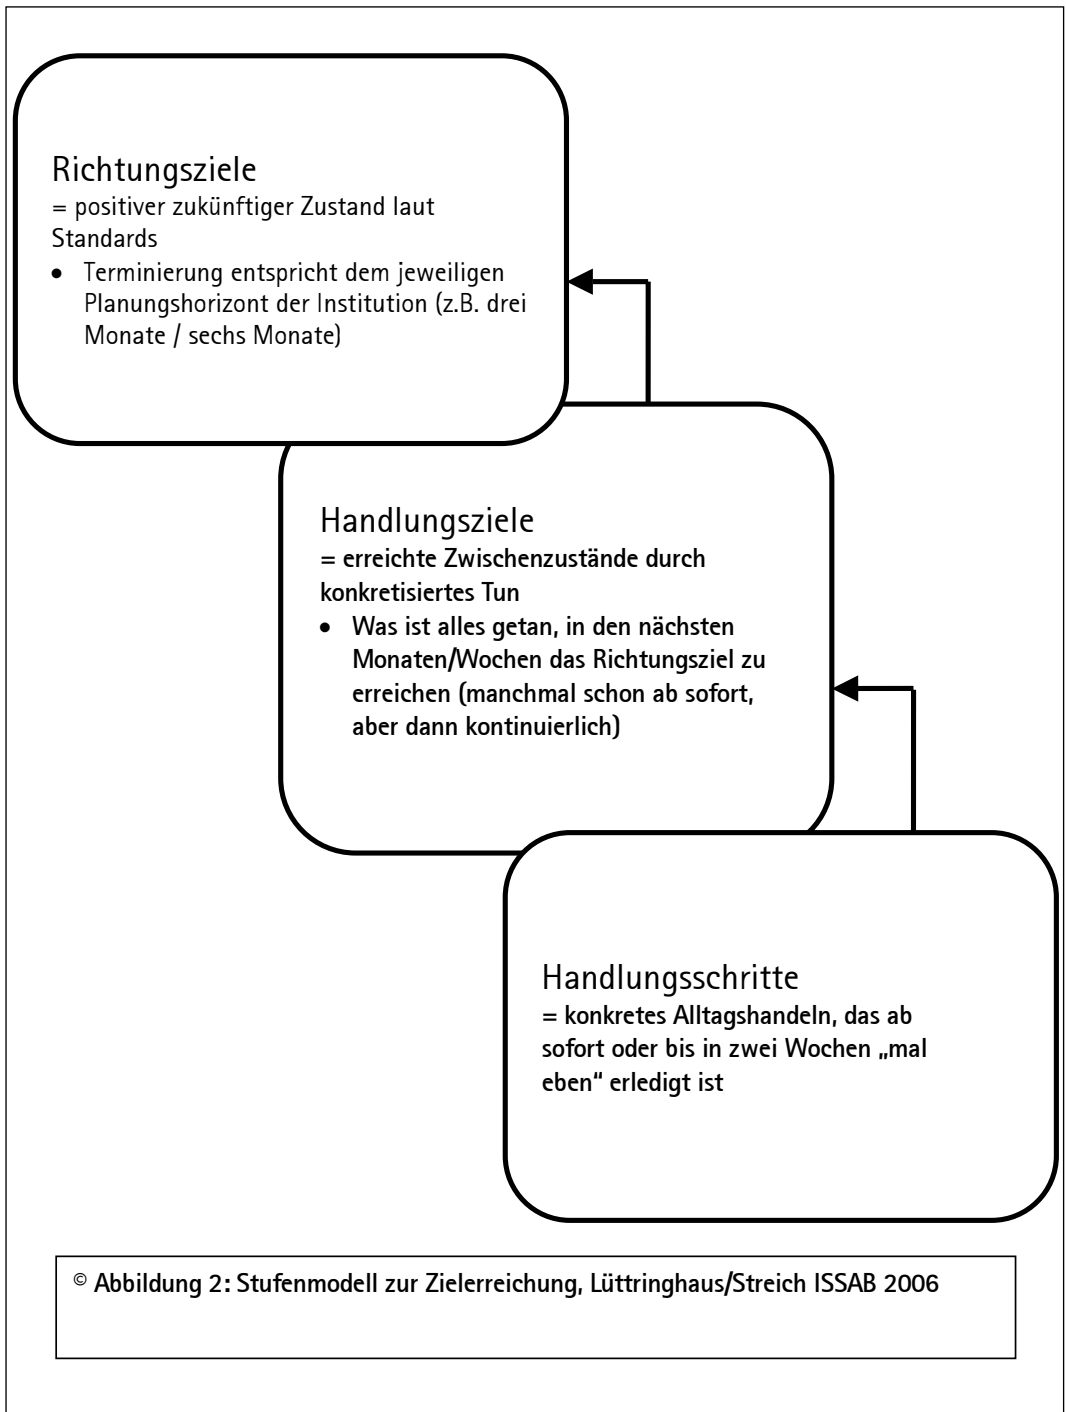 Richtungsziele
= positiver zukünftiger Zustand laut
Standards
• Terminierung entspricht dem jeweiligen
Planungshorizont der Institution (z.B. drei
Monate / sechs Monate)
Handlungsziele
= erreichte Zwischenzustände durch
konkretisiertes Tun
• Was ist alles getan, in den nächsten
Monaten/Wochen das Richtungsziel zu
erreichen (manchmal schon ab sofort,
aber dann kontinuierlich)
Handlungsschritte
= konkretes Alltagshandeln, das ab
sofort oder bis in zwei Wochen „mal
eben“ erledigt ist
© Abbildung 2: Stufenmodell zur Zielerreichung, Lüttringhaus/Streich ISSAB 2006